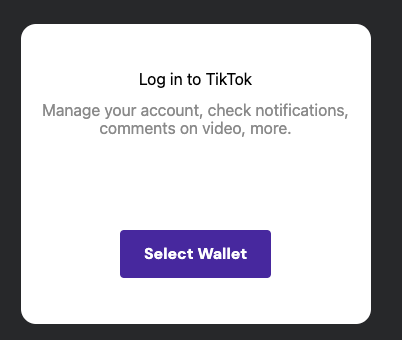 Log in to TikTok
Manage your account, check notifications,
comments on video, more.
Select Wallet